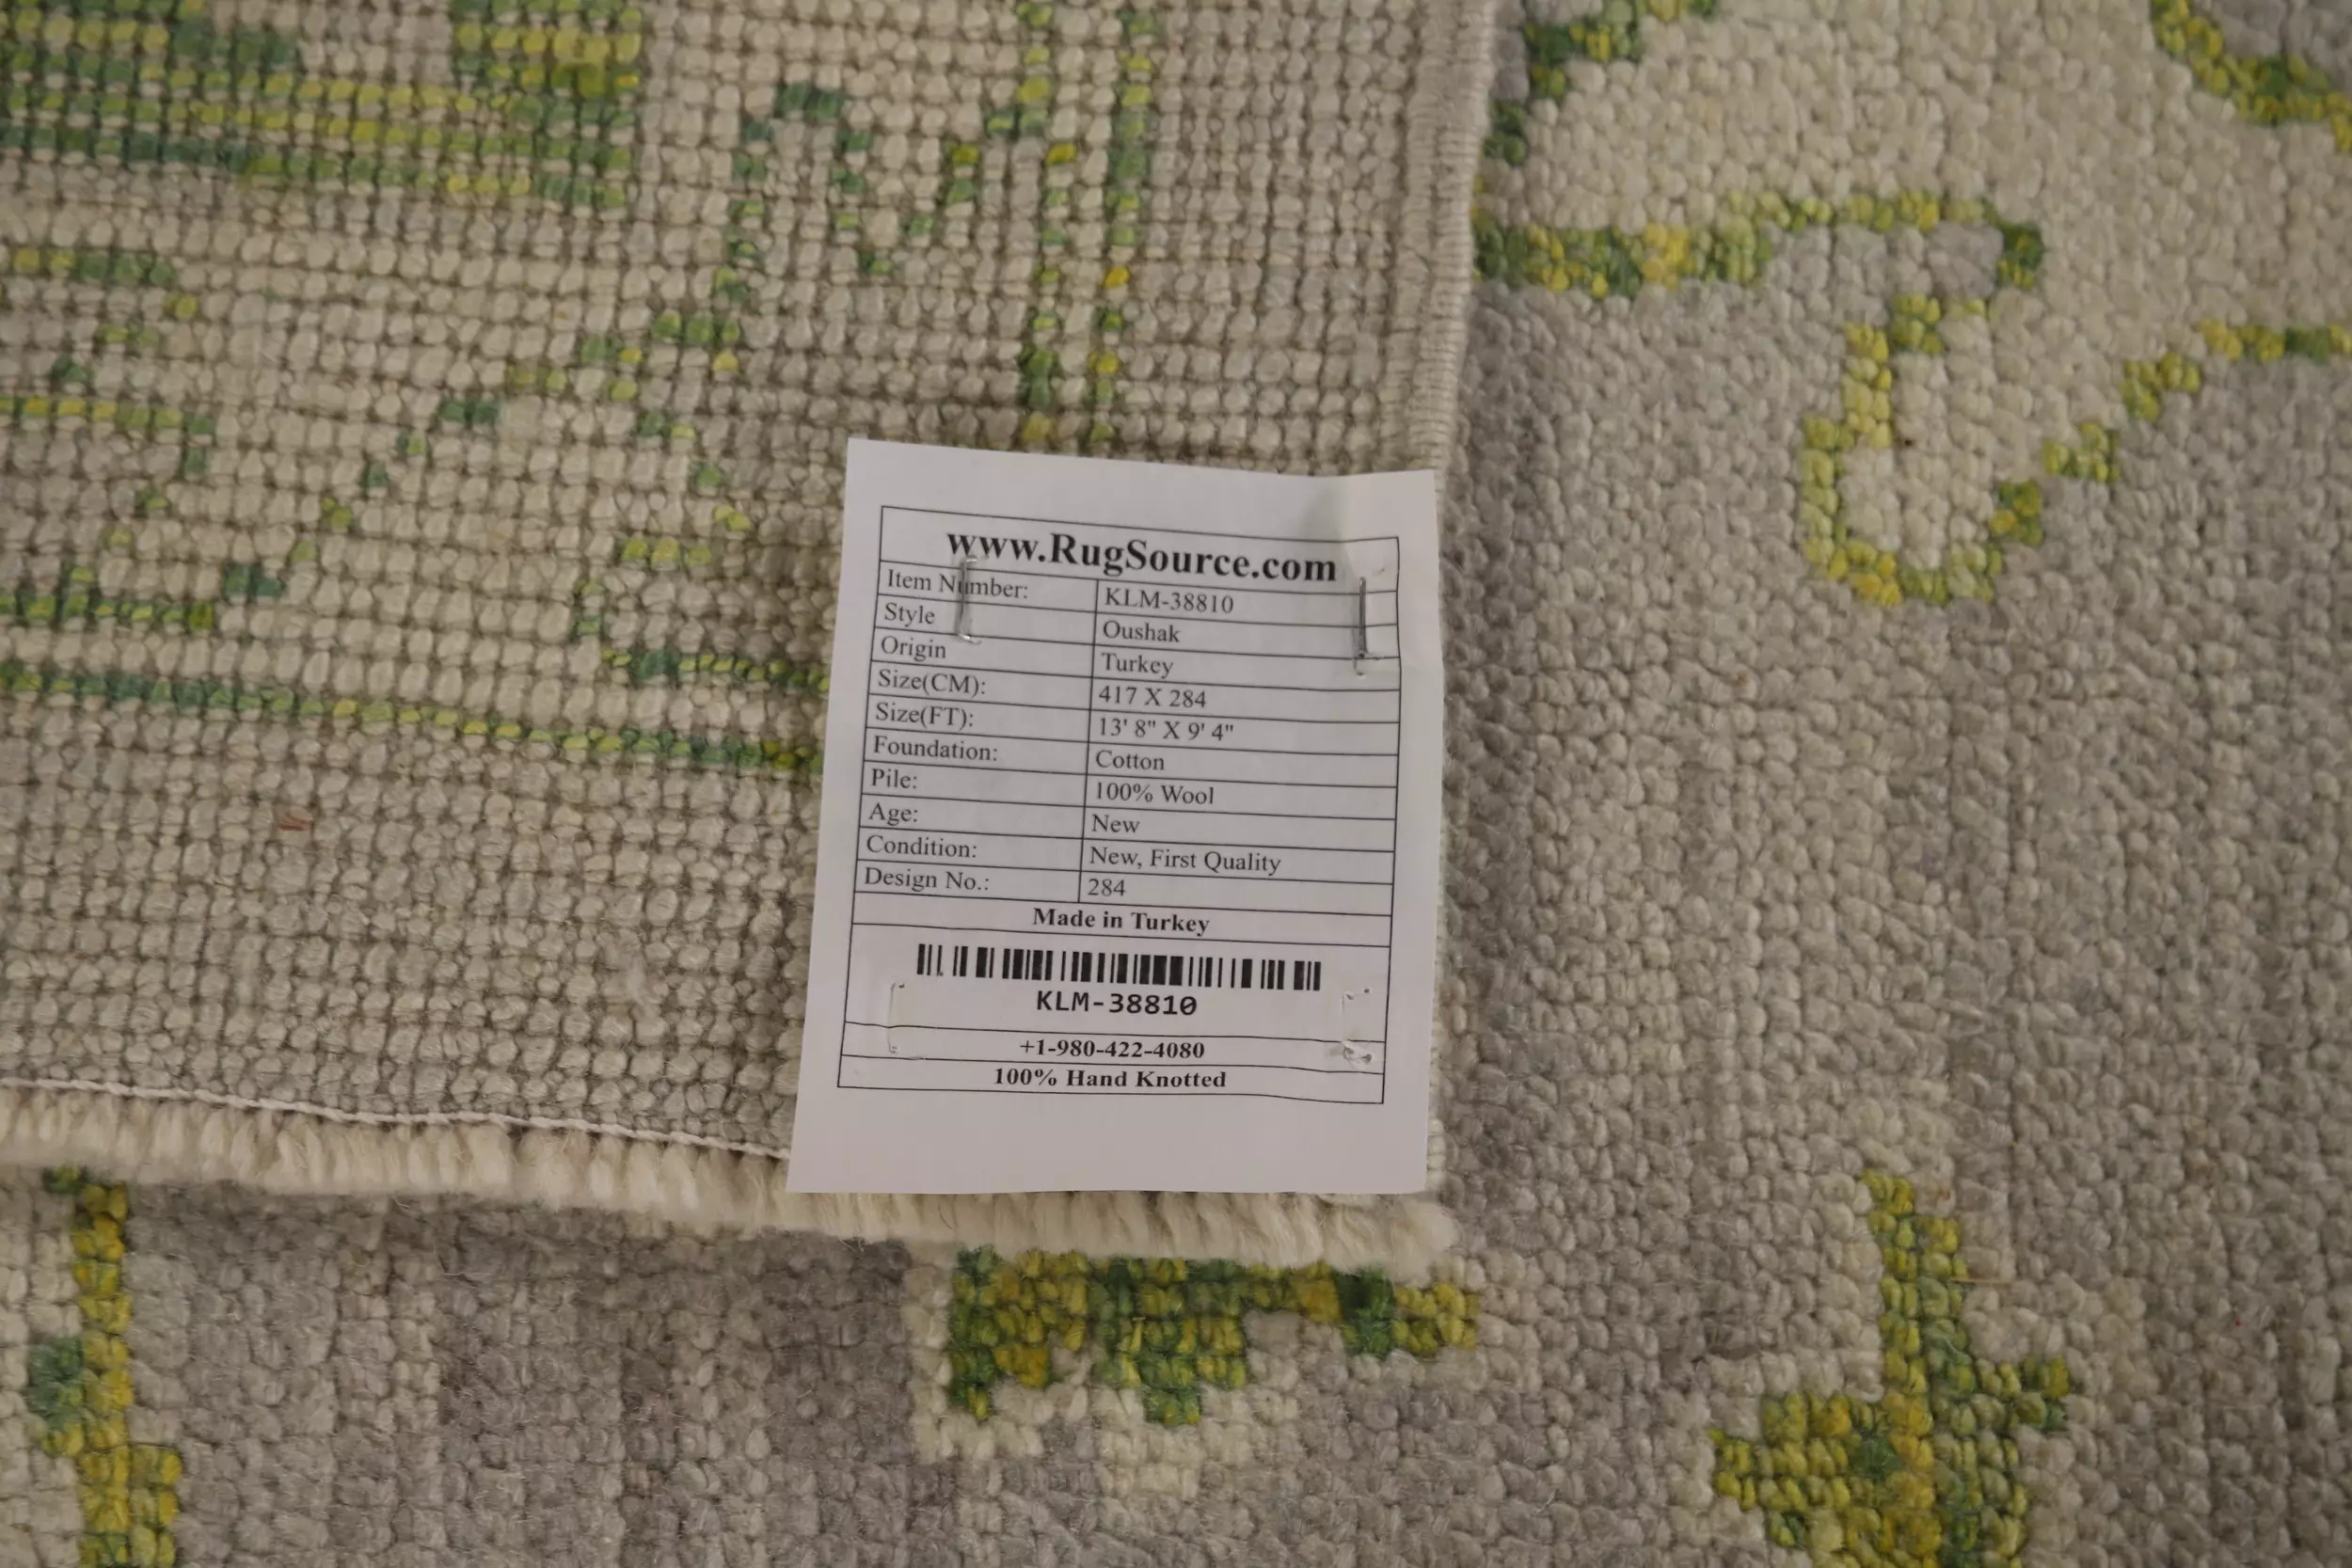 www.RugSource.com
Item Number: KLM-38810
Style Oushak
Origin Turkey
Size(CM): 417 X 284
Size(FT): 13' 8" X 9' 4"
Foundation: Cotton
Pile: 100% Wool
Age: New
Condition: New, First Quality
Design No.: 284
Made in Turkey
KLM-38810
+1-980-422-4080
100% Hand Knotted